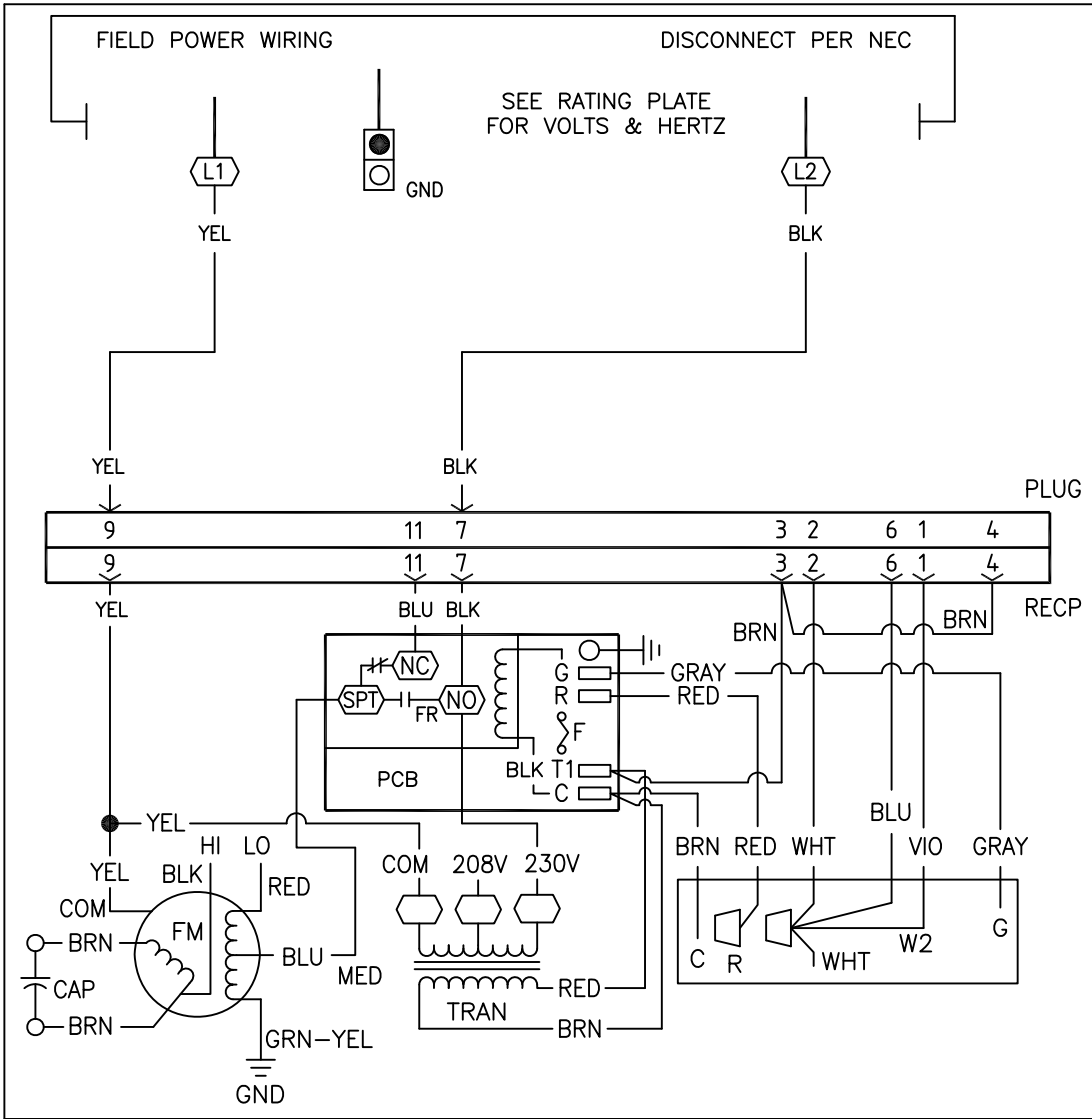 FIELD POWER WIRING
DISCONNECT PER NEC
SEE RATING PLATE
FOR VOLTS & HERTZ
L1
GND
L2
YEL
BLK
YEL
BLK
PLUG
9 11 7 3 2 6 1 4
9 11 7 3 2 6 1 4
RECP
YEL
BLU
BLK
BRN
BRN
NC
G
GRAY
SPT
FR
NO
R
RED
F
PCB
BLK
T1
C
BLU
YEL
HI
LO
COM
208V
230V
BRN
RED
WHT
VIO
GRAY
YEL
BLK
RED
COM
FM
BRN
BLU
MED
CAP
BRN
C
R
WHT
W2
G
RED
TRAN
BRN
GRN-YEL
GND